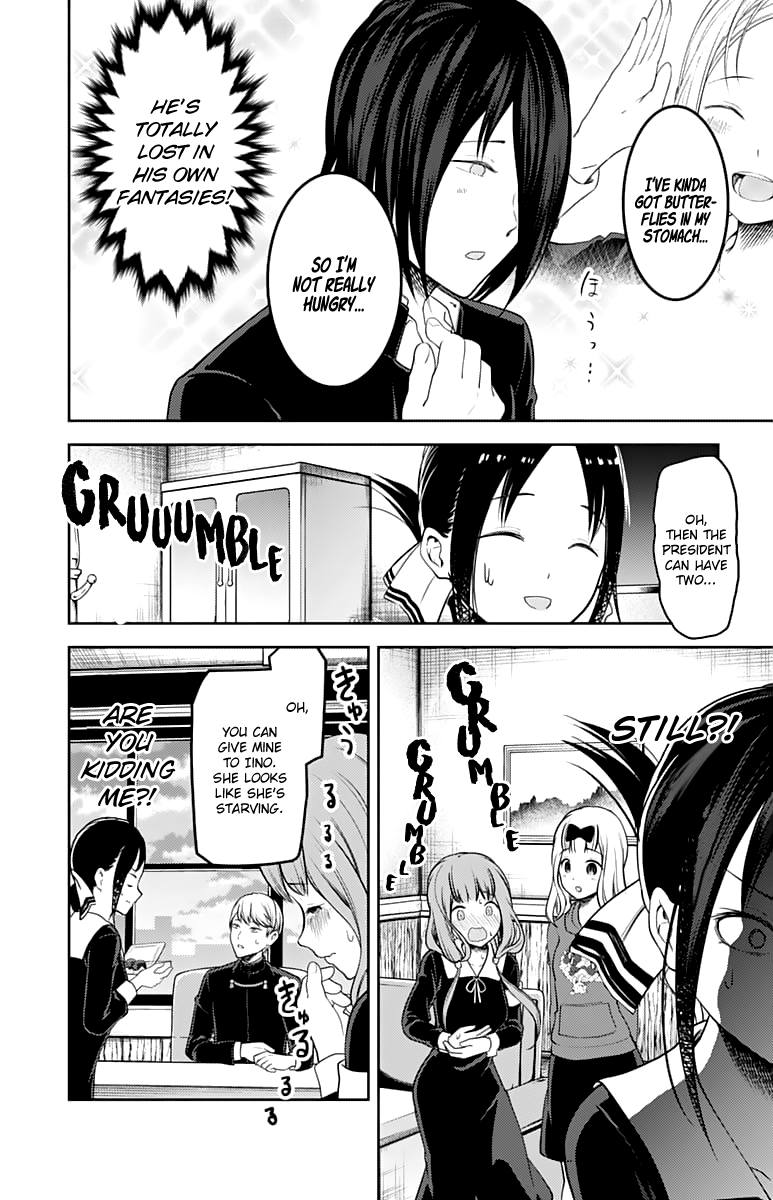 I'VE KINDA
GOT BUTTER-
FLIES IN MY
STOMACH...
ほうっ…
SO I'M
NOT REALLY
HUNGRY...
HE'S
TOTALLY
LOST IN
HIS OWN
FANTASIES!
OH,
THEN THE
PRESIDENT
CAN HAVE
TWO...
GRUUUMBLE
STILL?!
GRUMBLE
GRUMBLE
きゅう
るるる
OH,
YOU CAN
GIVE MINE
TO IINO.
SHE LOOKS
LIKE SHE'S
STARVING.
きゅるるるる
ARE
YOU
KIDDING
ME?!